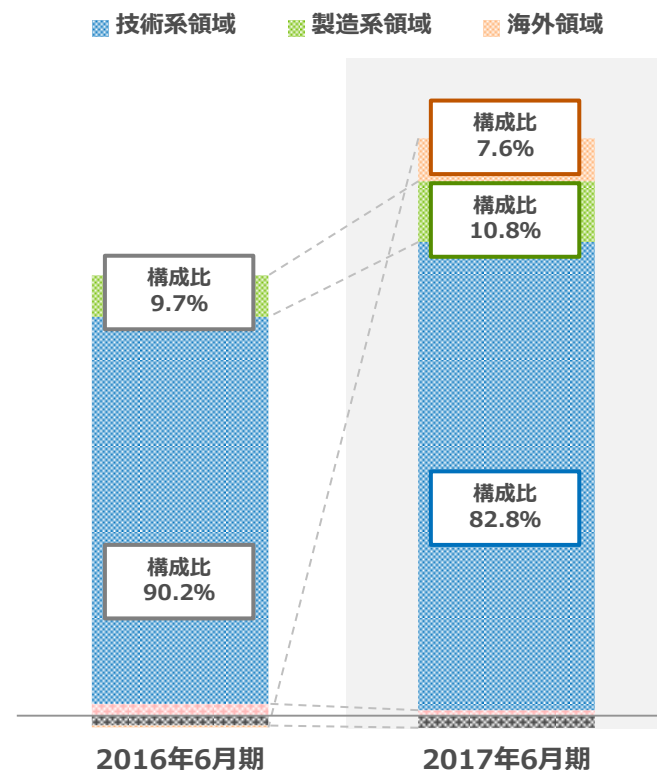 技術系領域 製造系領域 海外領域
構成比
7.6%
構成比
10.8%
構成比
9.7%
構成比
82.8%
構成比
90.2%
2016年6月期 2017年6月期